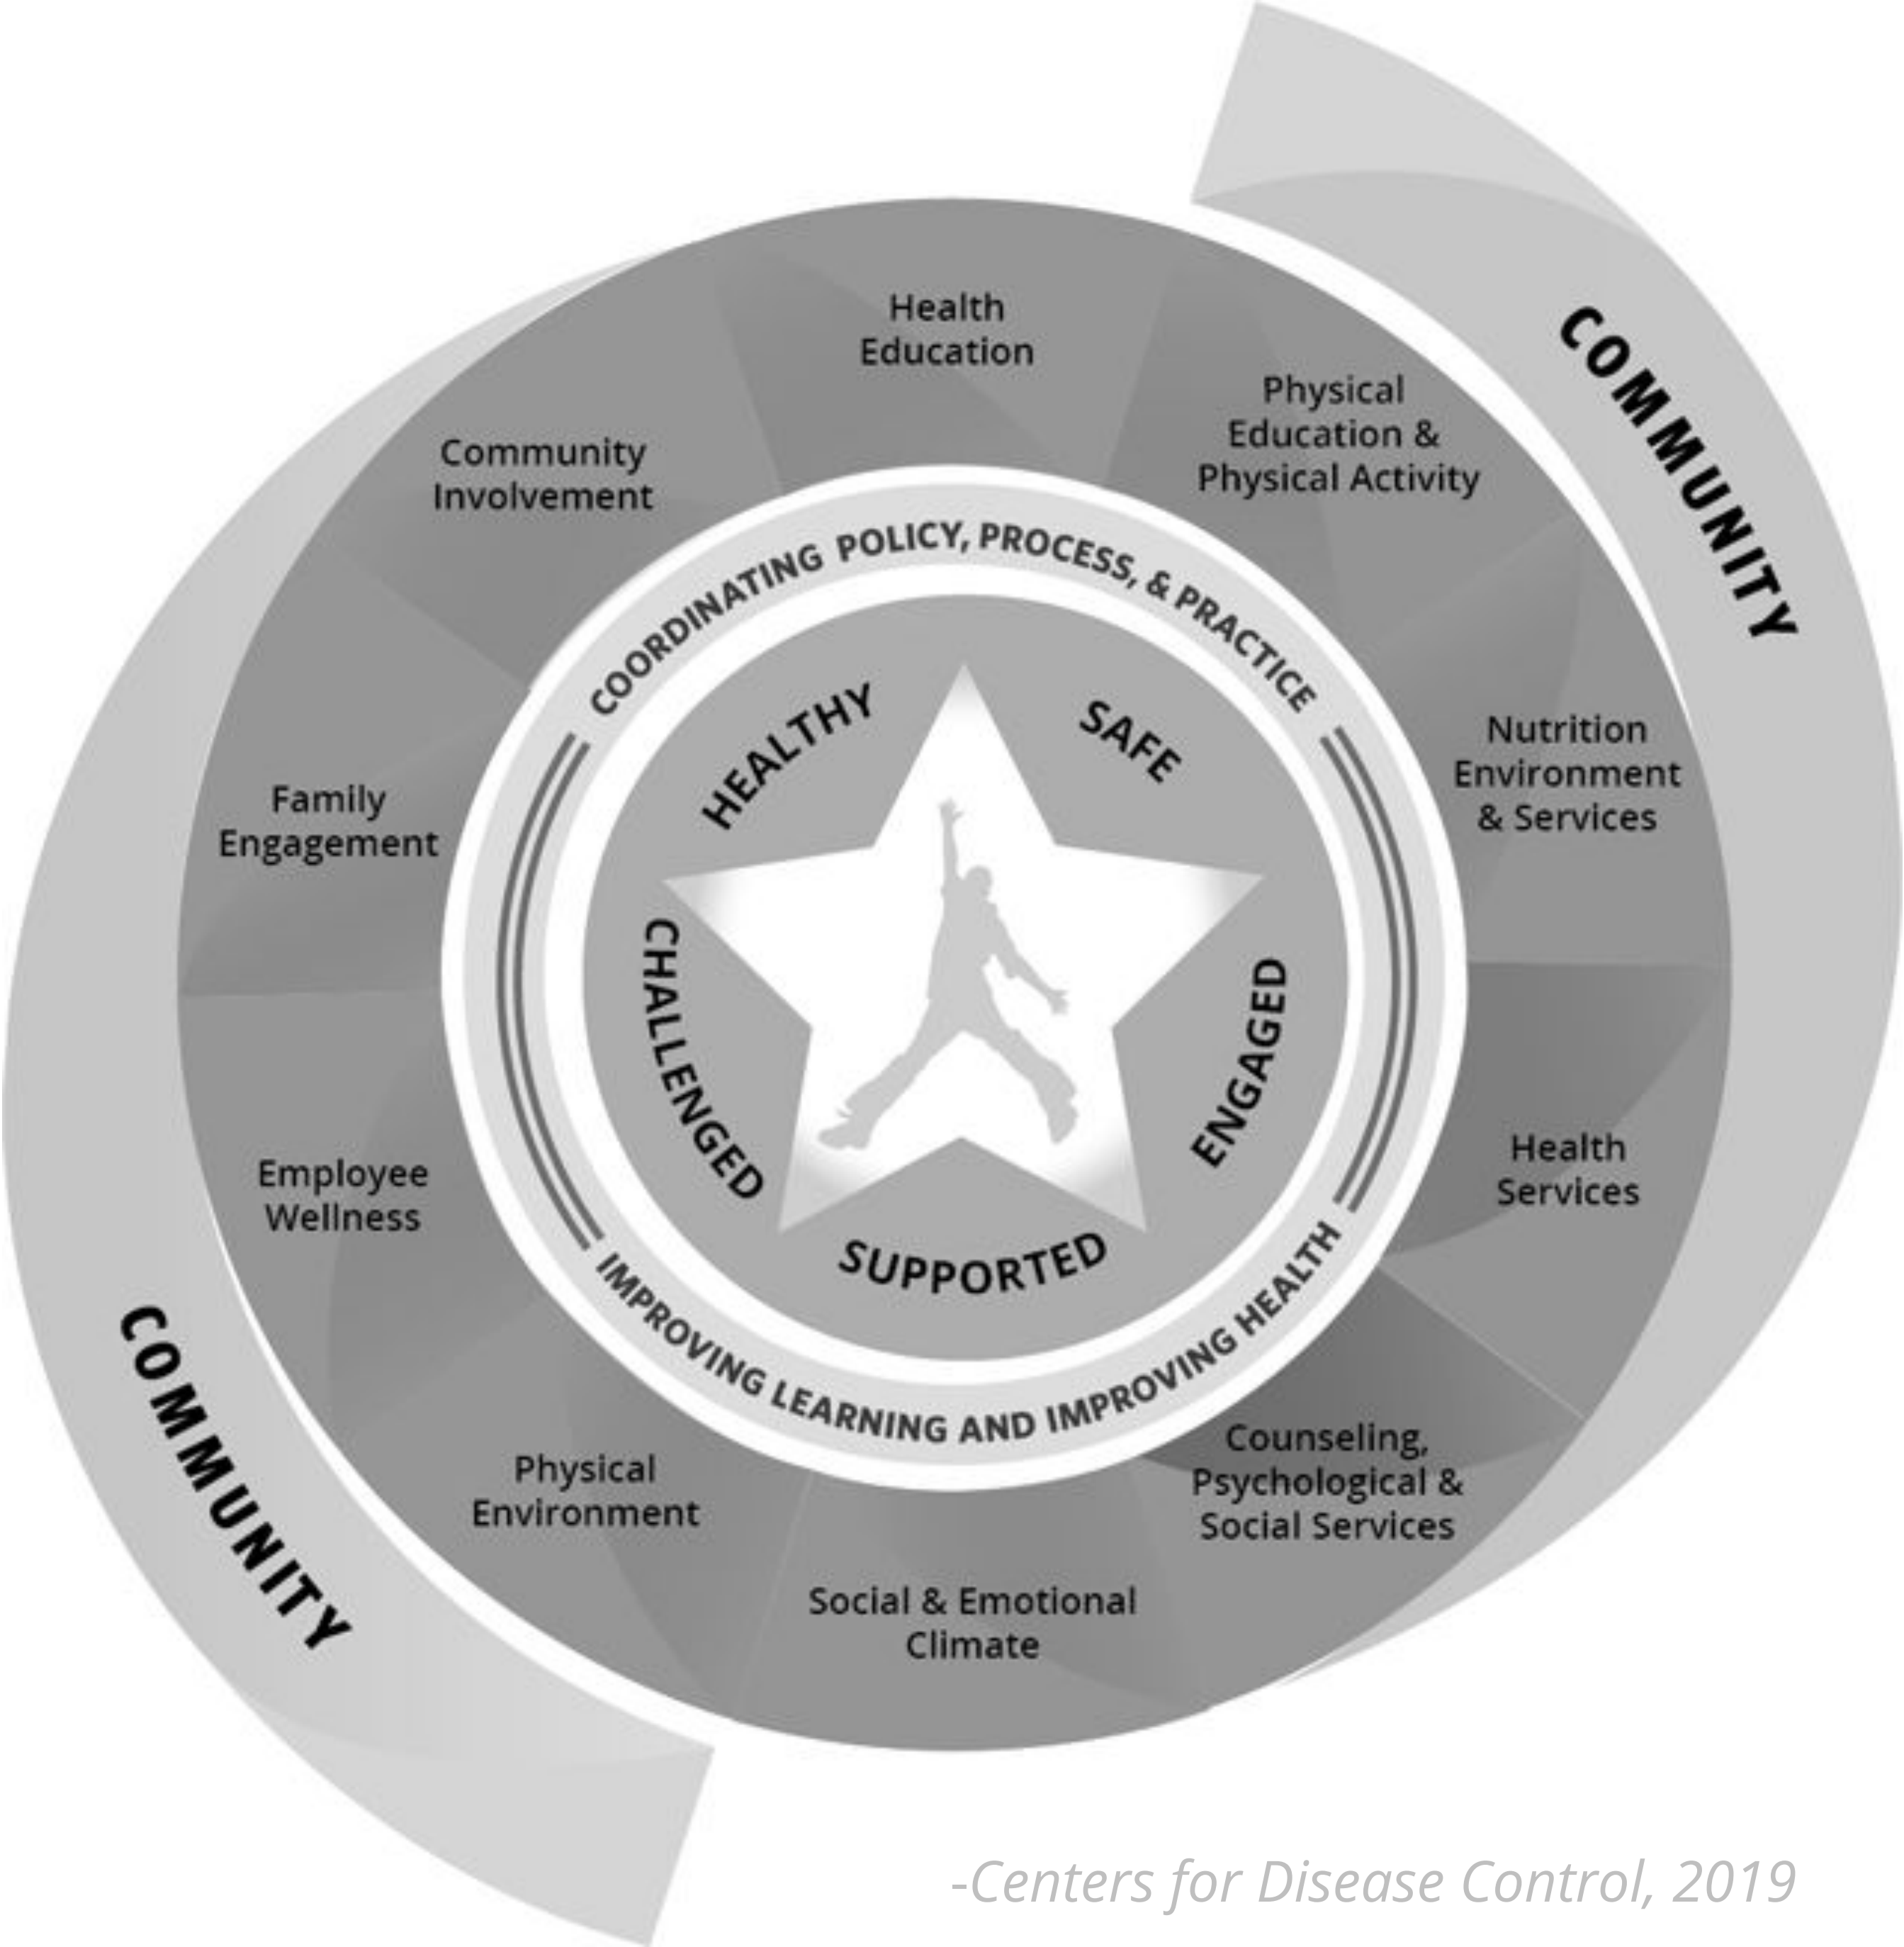 COMMUNITY
Health
Education
Physical
Education &
Physical Activity
Nutrition
Environment
& Services
Health
Services
Counseling,
Psychological &
Social Services
Social & Emotional
Climate
Physical
Environment
Employee
Wellness
Family
Engagement
Community
Involvement
COORDINATING POLICY, PROCESS, & PRACTICE
IMPROVING LEARNING AND IMPROVING HEALTH
HEALTHY
SAFE
ENGAGED
SUPPORTED
CHALLENGED
COMMUNITY
-Centers for Disease Control, 2019